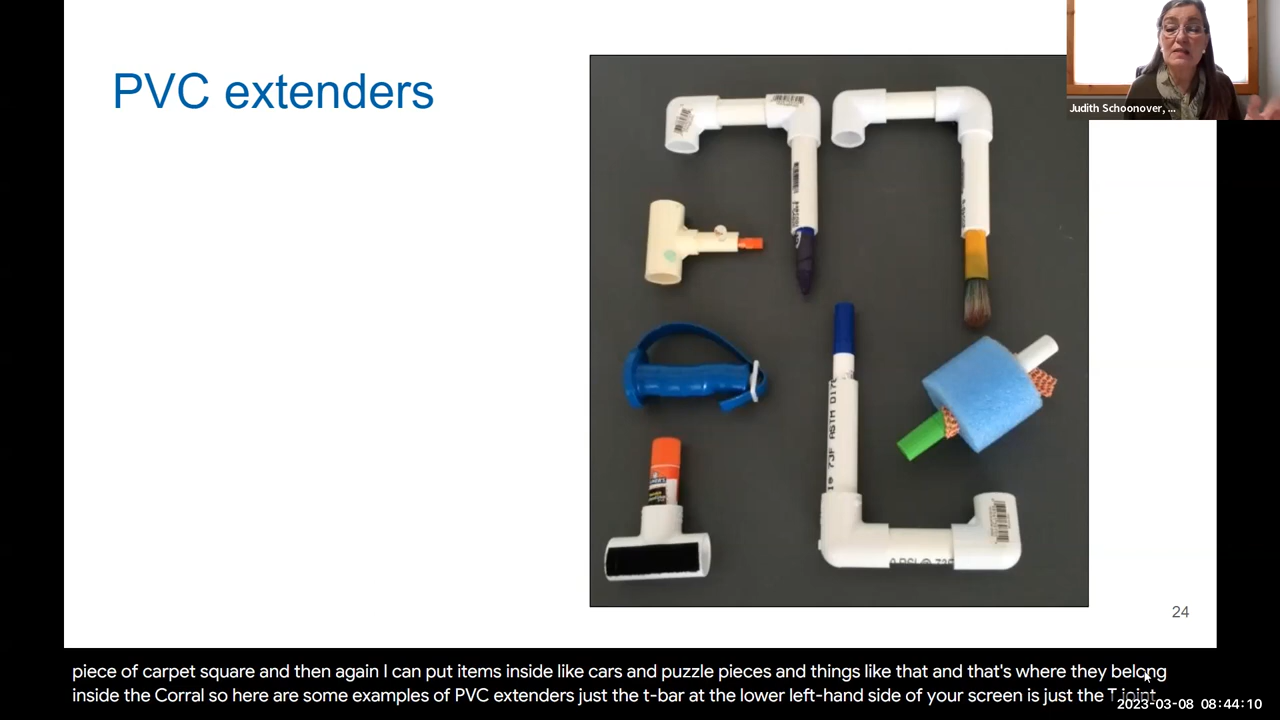 PVC extenders
Judith Schoonover, ...
24
piece of carpet square and then again I can put items inside like cars and puzzle pieces and things like that and that's where they belong
inside the Corral so here are some examples of PVC extenders just the t-bar at the lower left-hand side of your screen is just the T joint
2023-03-08 08:44:10